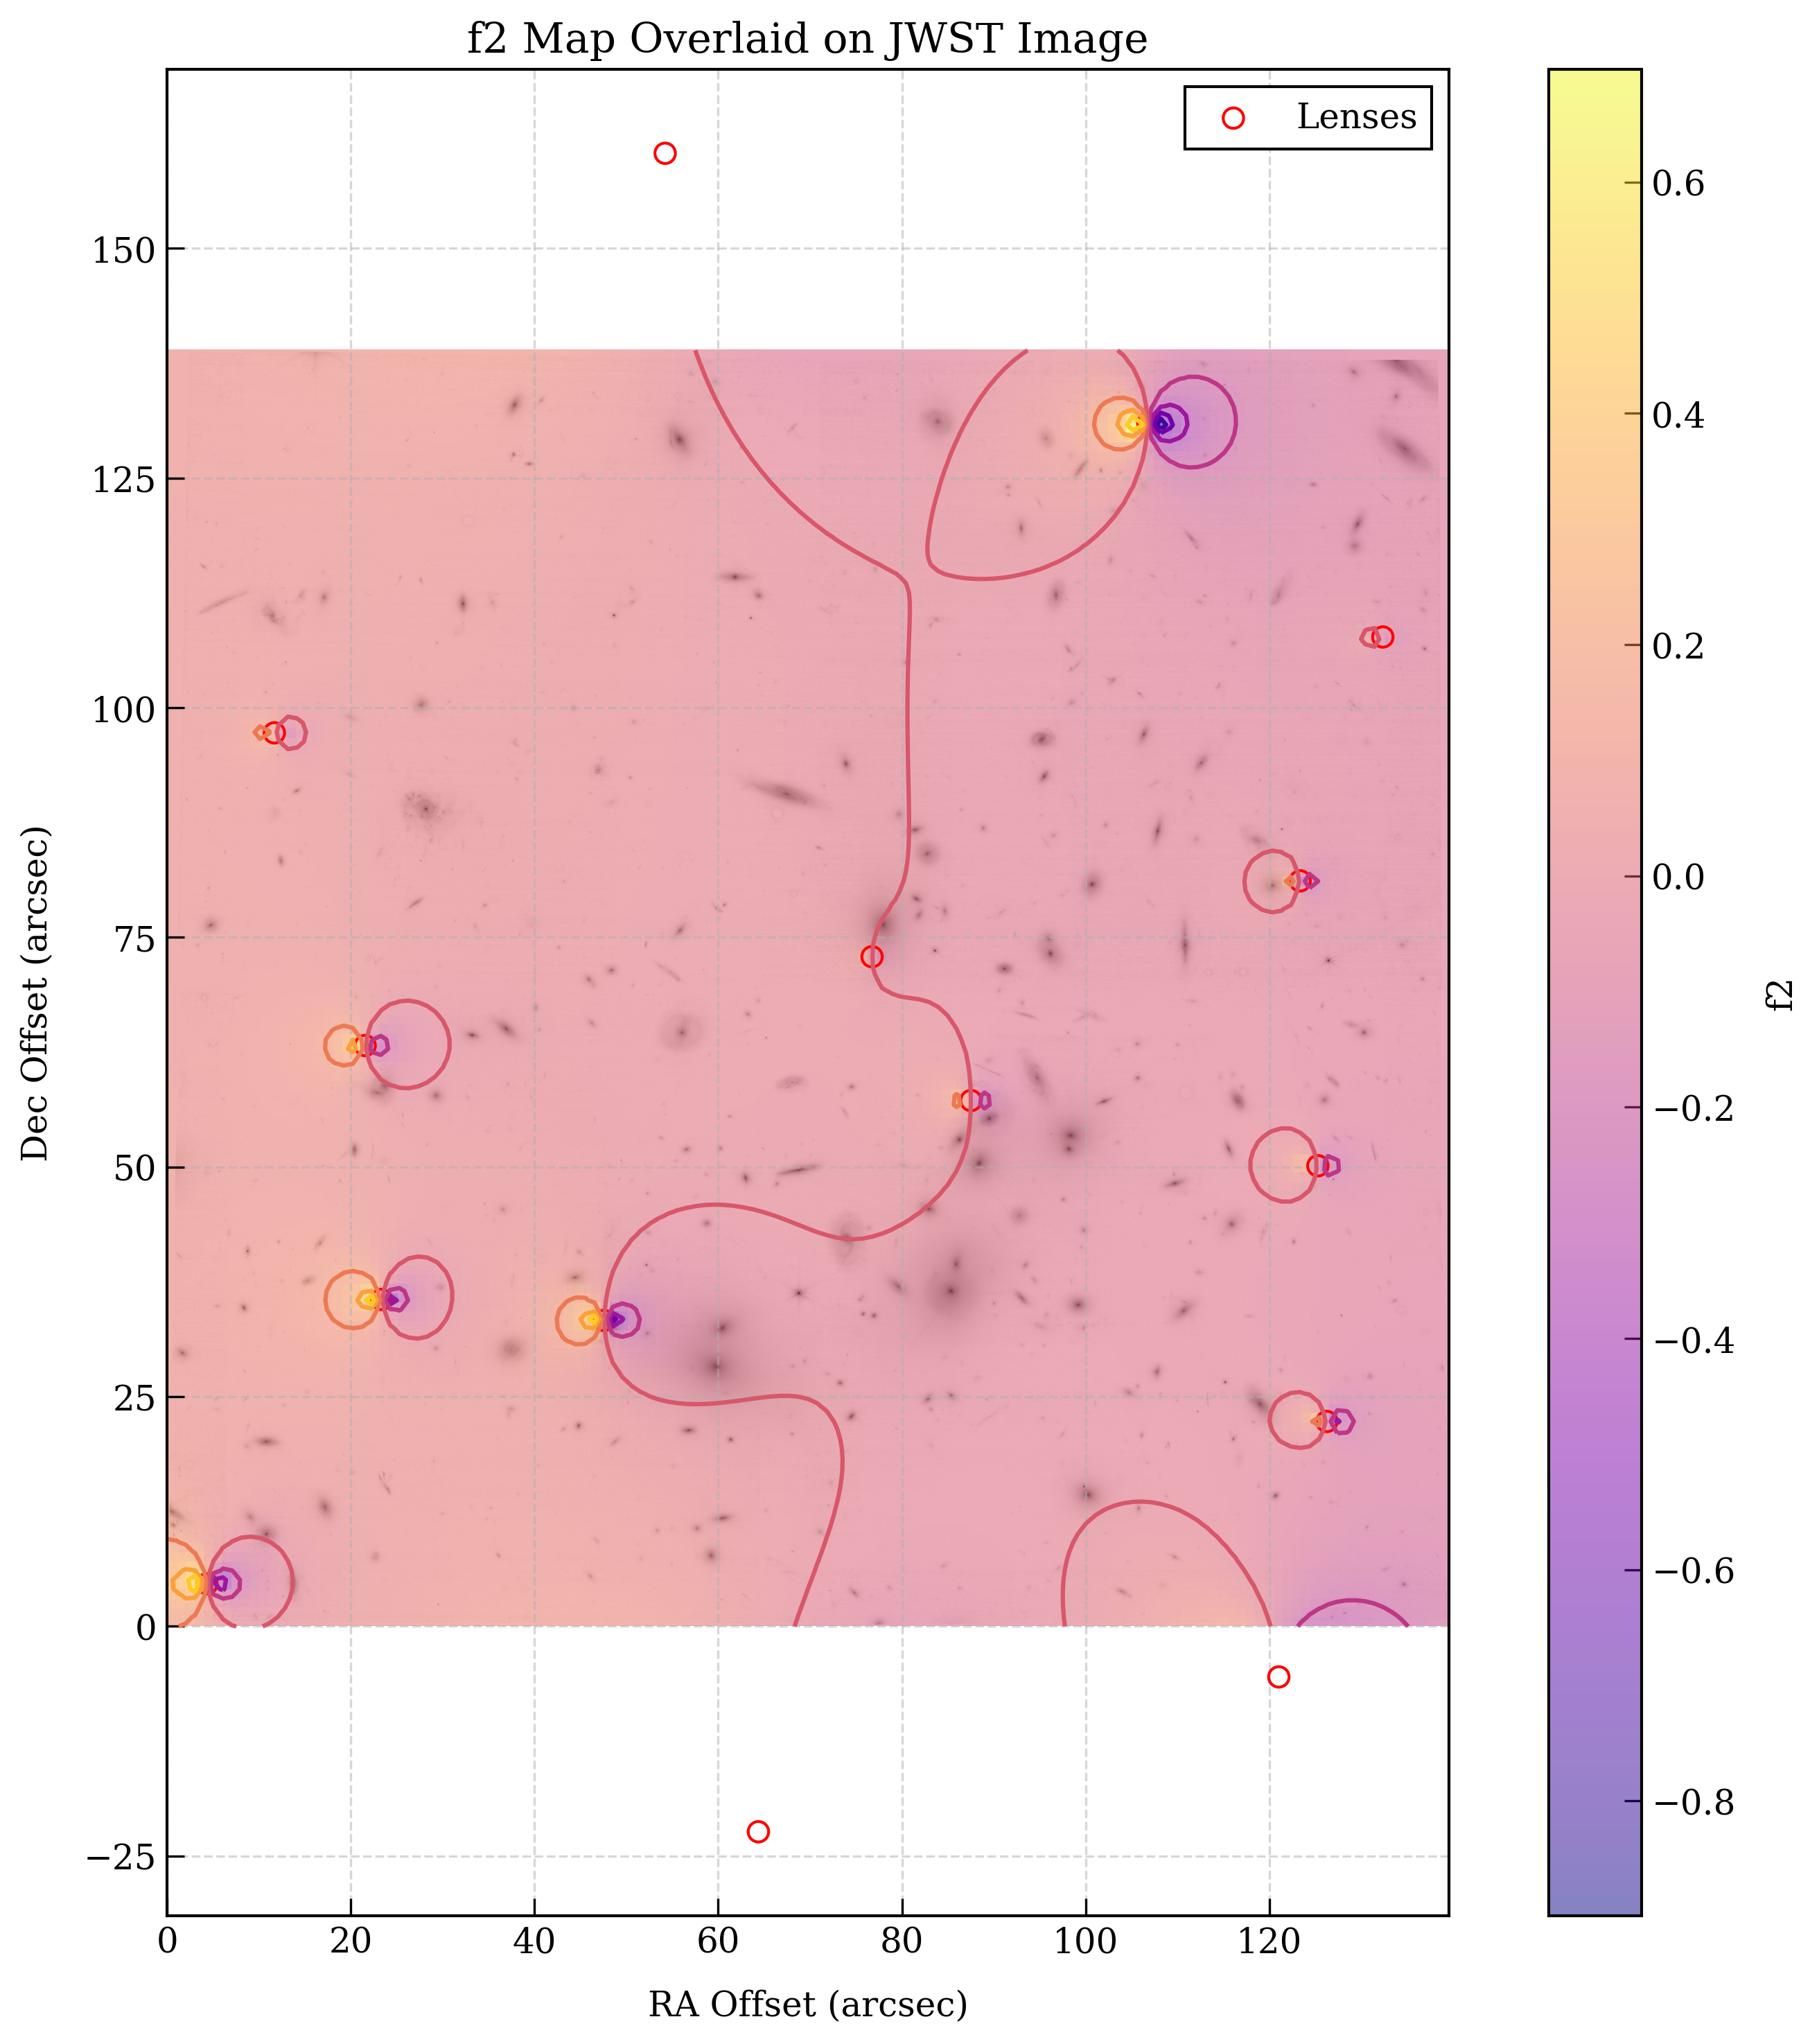 f2 Map Overlaid on JWST Image
Lenses
150
125
100
75
50
25
0
−25
Dec Offset (arcsec)
0 20 40 60 80 100 120
RA Offset (arcsec)
0.6
0.4
0.2
0.0
−0.2
−0.4
−0.6
−0.8
f2